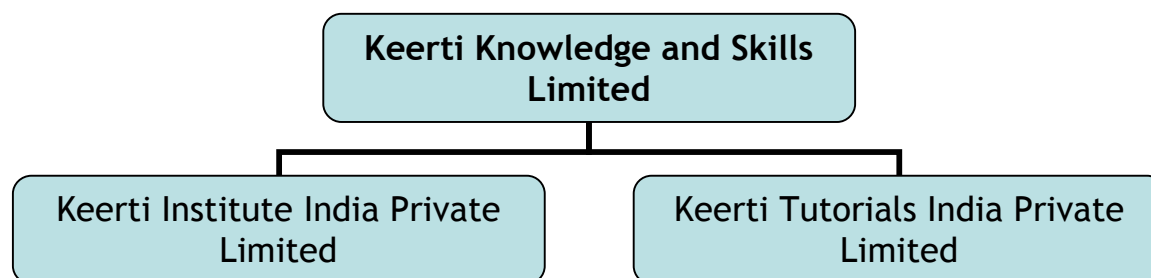 Keerti Knowledge and Skills
Limited
Keerti Institute India Private
Limited
Keerti Tutorials India Private
Limited